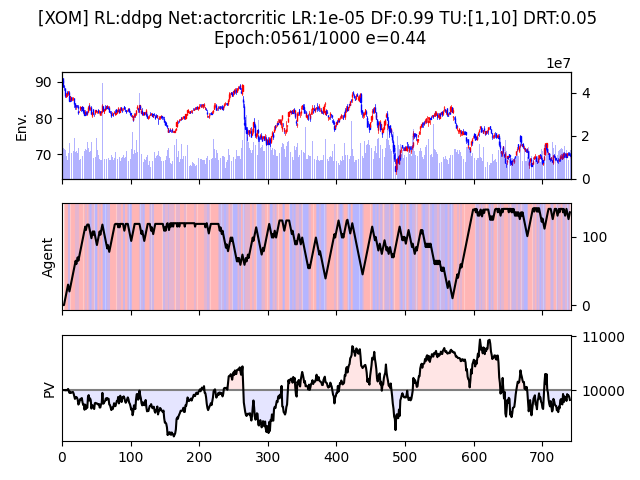 [XOM] RL:ddpg Net:actorcritic LR:1e-05 DF:0.99 TU:[1,10] DRT:0.05
Epoch:0561/1000 e=0.44
1e7
90
80
70
Env.
4
2
0
Agent
100
0
PV
11000
10000
0 100 200 300 400 500 600 700